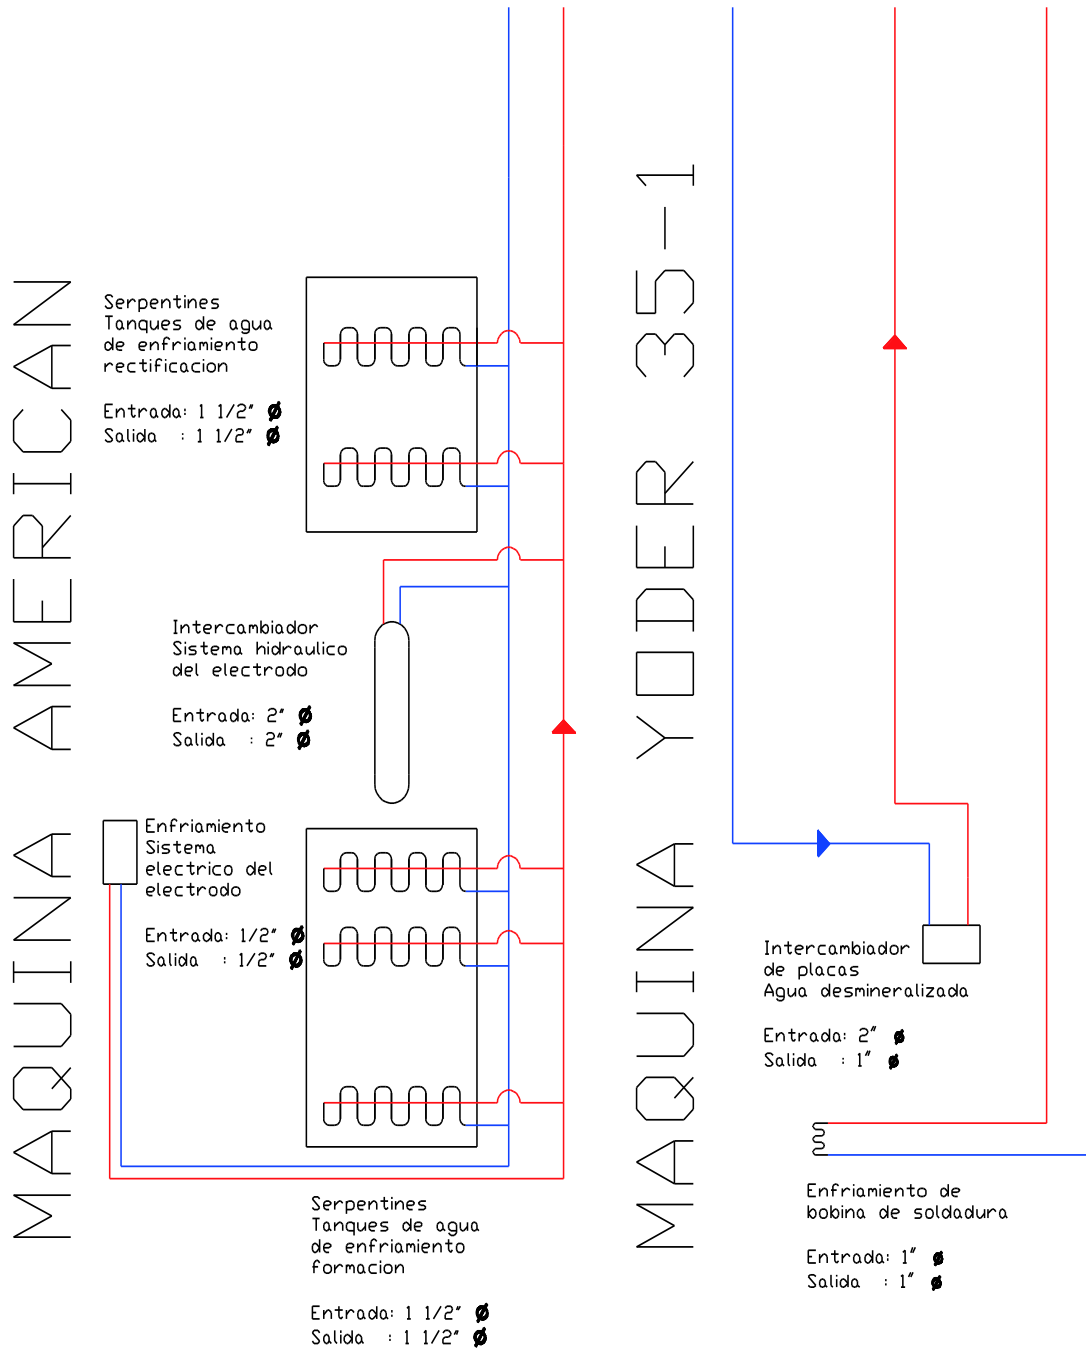 MAQUINA AMERICAN
Serpentines
Tanques de agua
de enfriamiento
rectificacion
Entrada: 1 1/2" Ø
Salida : 1 1/2" Ø
Intercambiador
Sistema hidraulico
del electrodo
Entrada: 2" Ø
Salida : 2" Ø
Enfriamiento
Sistema
electrico del
electrodo
Entrada: 1/2" Ø
Salida : 1/2" Ø
Serpentines
Tanques de agua
de enfriamiento
formacion
Entrada: 1 1/2" Ø
Salida : 1 1/2" Ø
MAQUINA YODER 35-1
Intercambiador
de placas
Agua desmineralizada
Entrada: 2" Ø
Salida : 1" Ø
Enfriamiento de
bobina de soldadura
Entrada: 1" Ø
Salida : 1" Ø